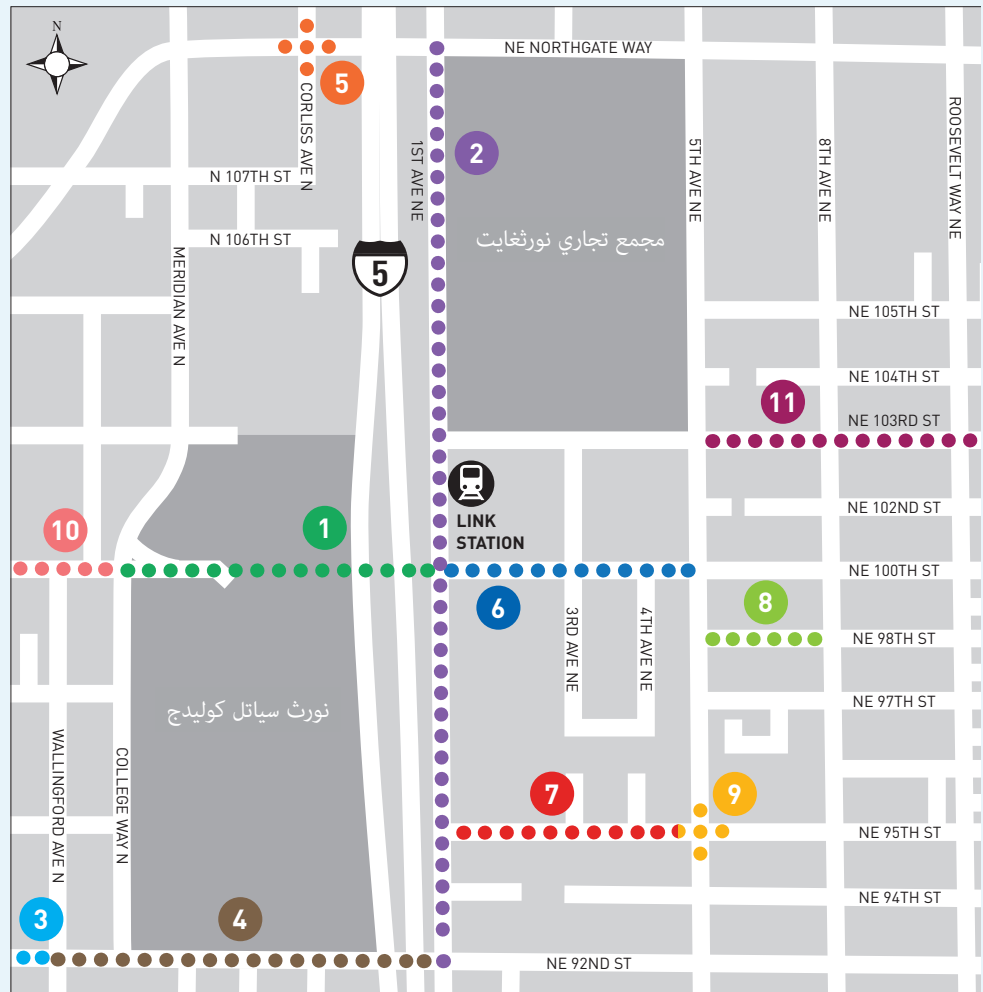 N
NE NORTHGATE WAY
5
CORLISS AVE N
1ST AVE NE
2
5TH AVE NE
8TH AVE NE
ROOSEVELT WAY NE
N 107TH ST
N 106TH ST
MERIDIAN AVE N
5
مجمع تجاري نورثغايت
NE 105TH ST
NE 104TH ST
11
NE 103RD ST
LINK
STATION
NE 102ND ST
10
1
NE 100TH ST
6
8
3RD AVE NE
4TH AVE NE
NE 98TH ST
NE 97TH ST
نورث سياتل كوليدج
WALLINGFORD AVE N
COLLEGE WAY N
7
9
NE 95TH ST
NE 94TH ST
3
4
NE 92ND ST